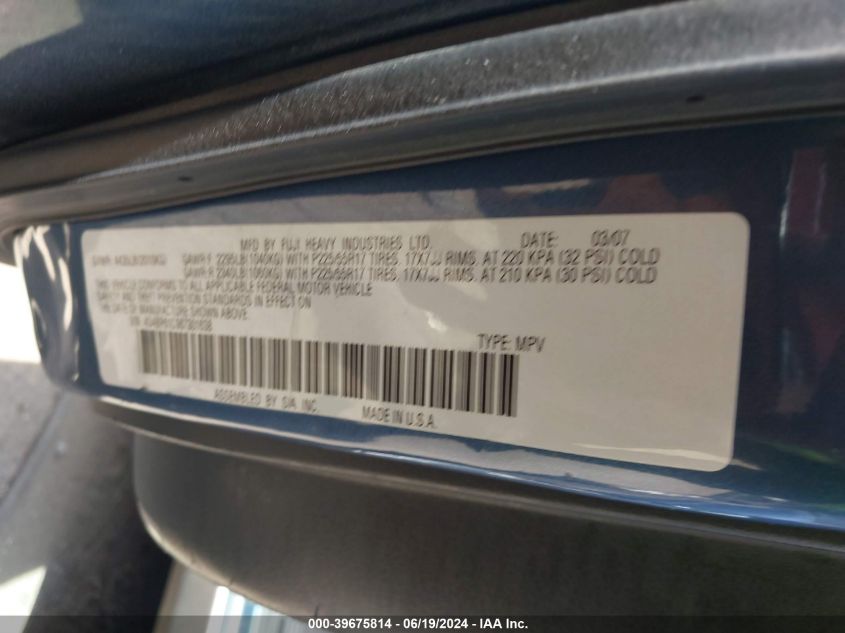 MFD BY FUJI HEAVY INDUSTRIES LTD. DATE: 03/07
GAWR F 2295LB(1040KG) WITH P225/55R17 TIRES. 17X7JJ RIMS. AT 220 KPA (32 PSI) COLD
GAWR R 2340LB(1060KG) WITH P225/55R17 TIRES. 17X7JJ RIMS. AT 210 KPA (30 PSI) COLD
THIS VEHICLE CONFORMS TO ALL APPLICABLE FEDERAL MOTOR VEHICLE
SAFETY AND THEFT PREVENTION STANDARDS IN EFFECT ON
THE DATE OF MANUFACTURE SHOWN ABOVE.
TYPE: MPV
ASSEMBLED BY SIA INC.
MADE IN U.S.A.
000-39675814 - 06/19/2024 - IAA Inc.